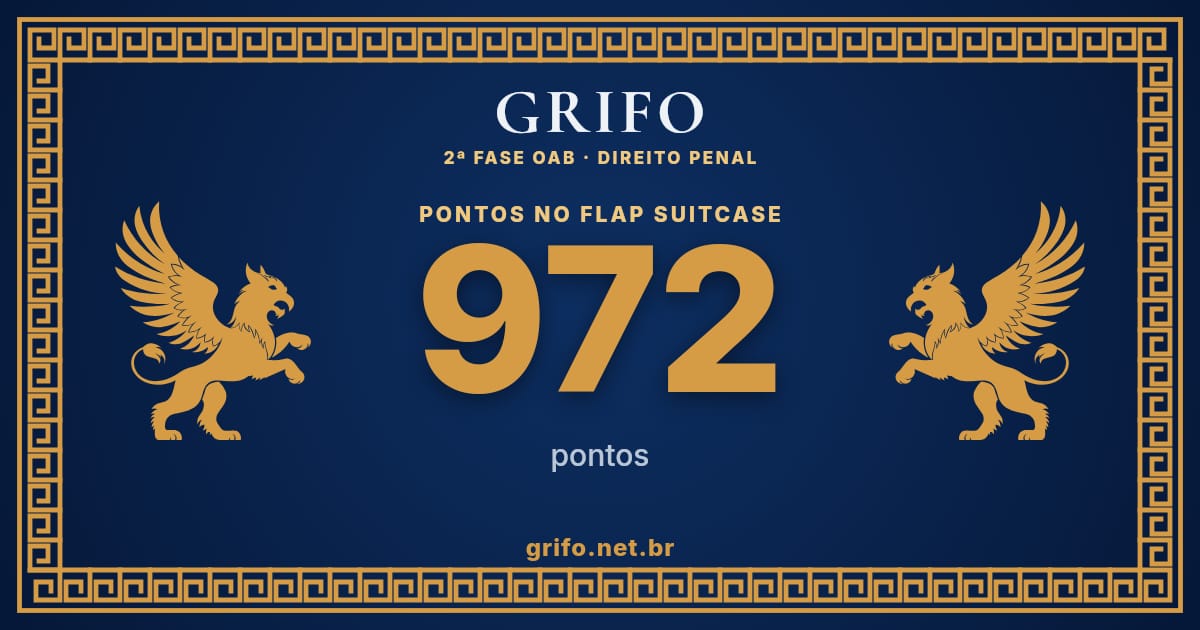 GRIFO
2ª FASE OAB · DIREITO PENAL
PONTOS NO FLAP SUITCASE
972
pontos
grifo.net.br